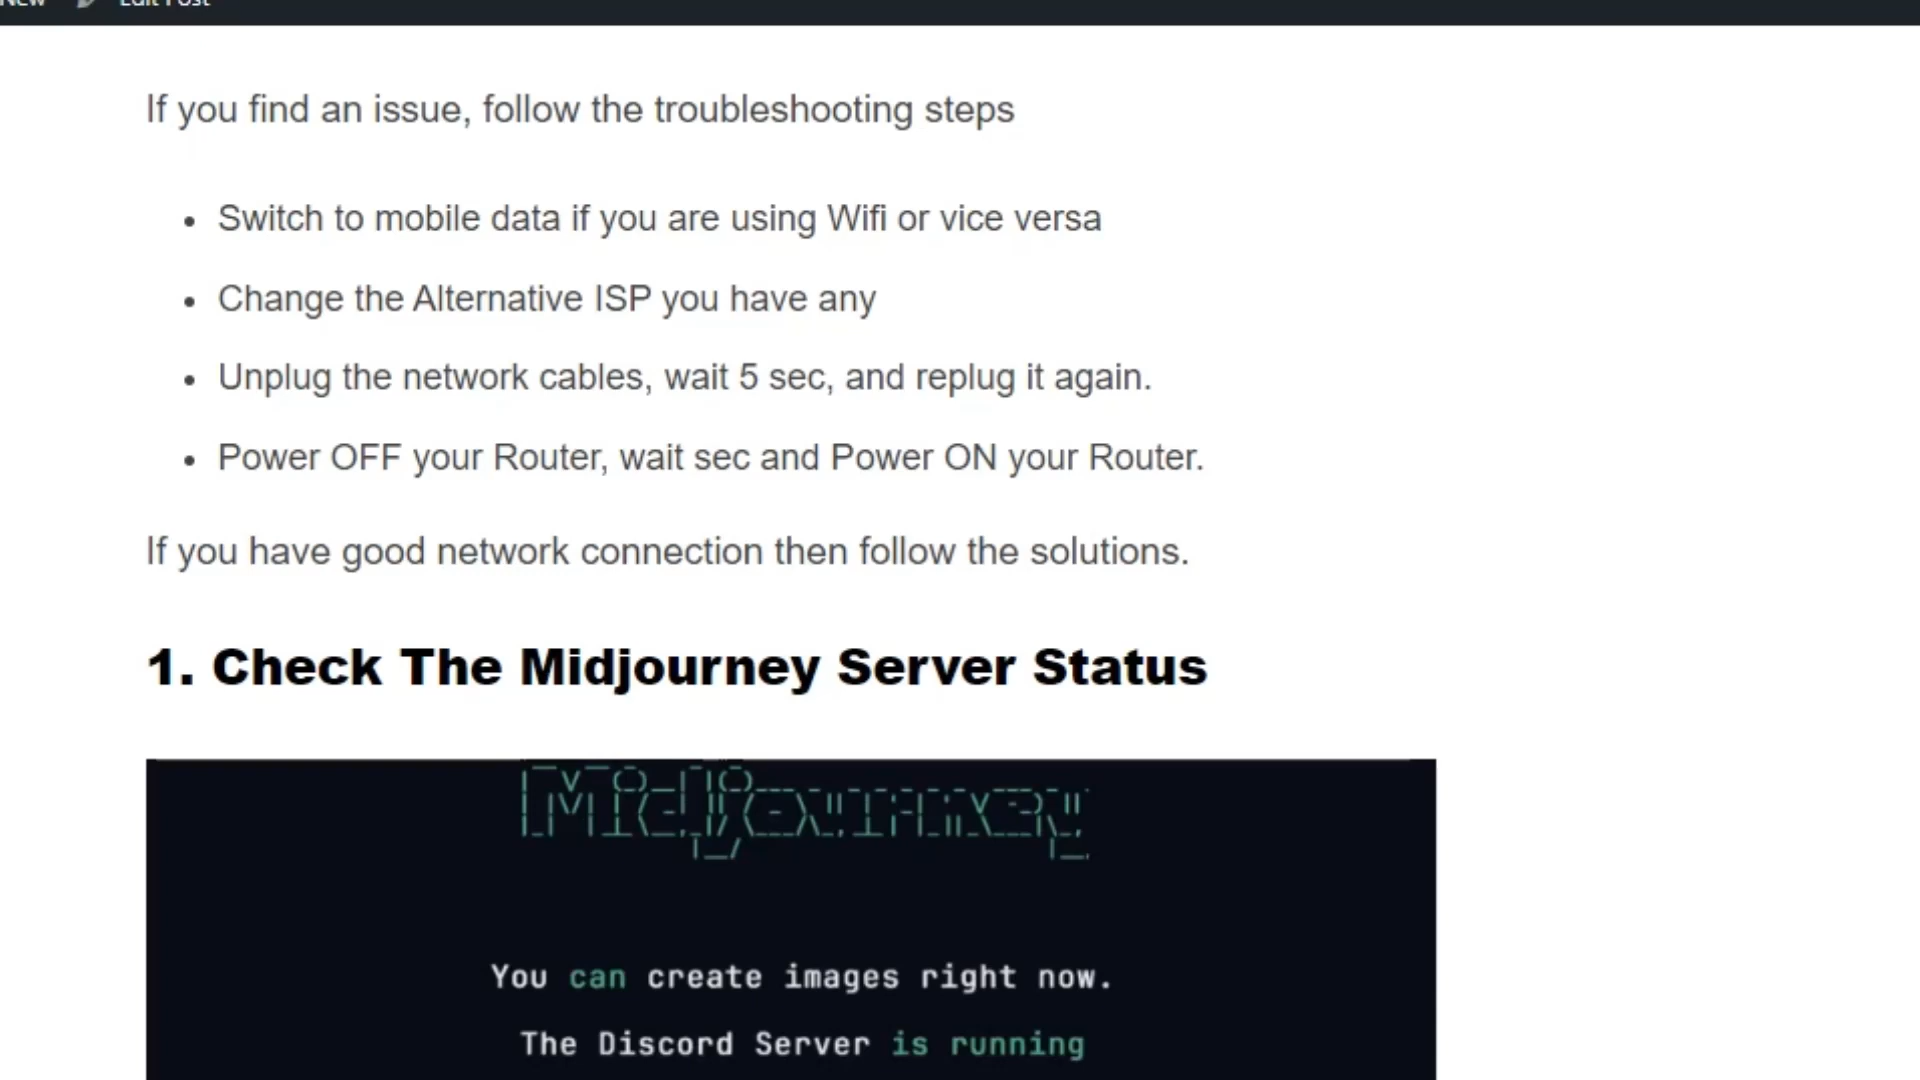 New Edit Post
If you find an issue, follow the troubleshooting steps
• Switch to mobile data if you are using Wifi or vice versa
• Change the Alternative ISP you have any
• Unplug the network cables, wait 5 sec, and replug it again.
• Power OFF your Router, wait sec and Power ON your Router.
If you have good network connection then follow the solutions.
1. Check The Midjourney Server Status
Midjourney
You can create images right now.
The Discord Server is running